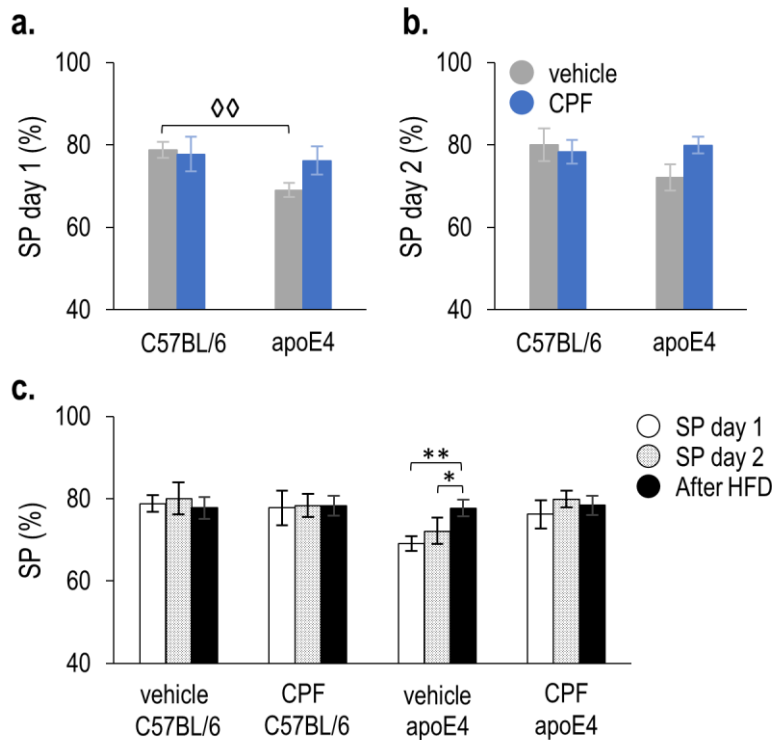 a.
SP day 1 (%)
100
80
60
40
◊◊
C57BL/6
apoE4
b.
SP day 2 (%)
100
80
60
40
vehicle
CPF
C57BL/6
apoE4
c.
SP (%)
100
80
60
40
**
*
SP day 1
SP day 2
After HFD
vehicle
C57BL/6
CPF
C57BL/6
vehicle
apoE4
CPF
apoE4